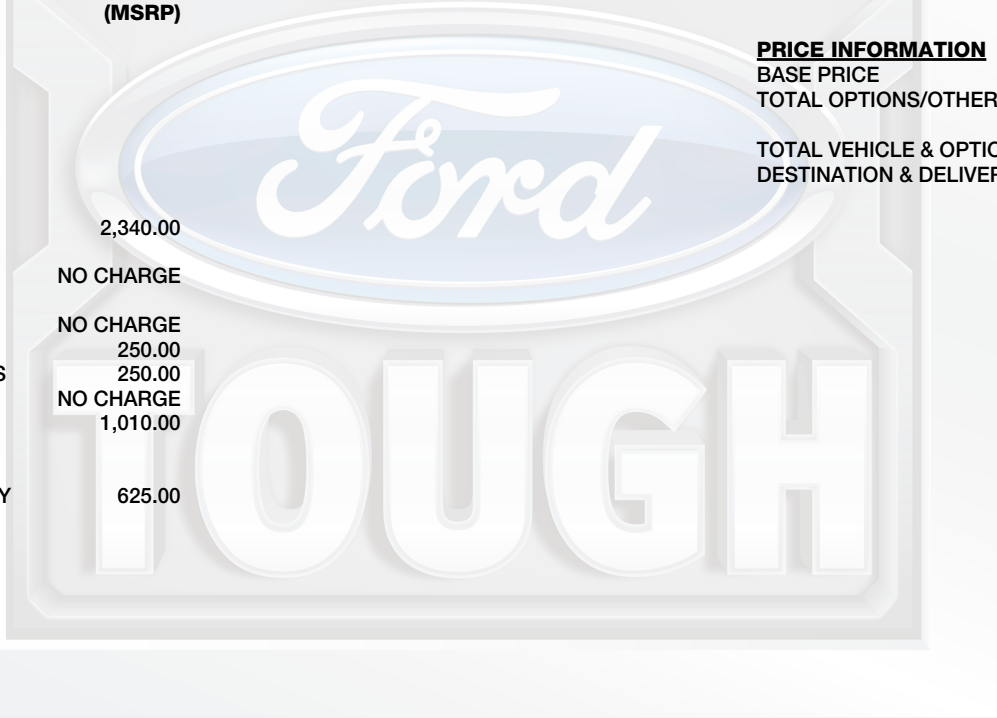 (MSRP)
2,340.00
NO CHARGE
NO CHARGE
250.00
S 250.00
NO CHARGE
1,010.00
Y 625.00
PRICE INFORMATION
BASE PRICE
TOTAL OPTIONS/OTHER
TOTAL VEHICLE & OPTIO
DESTINATION & DELIVER
Ford
TOUGH